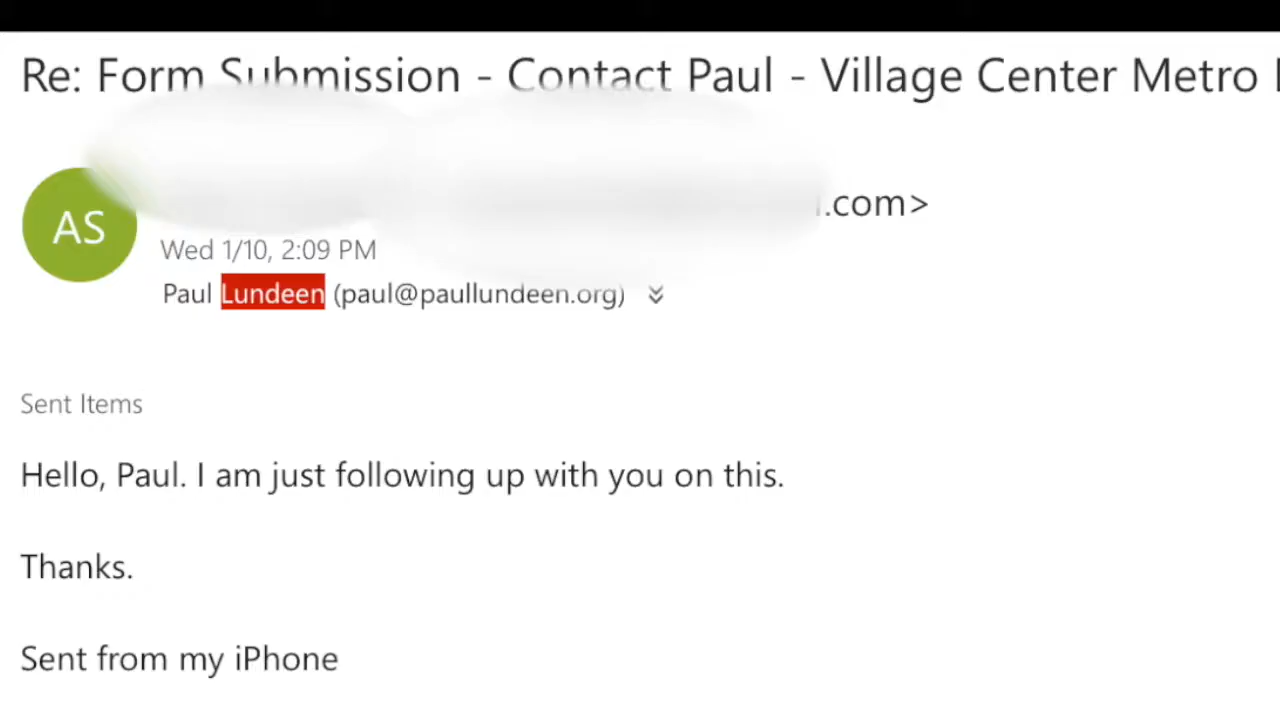 Re: Form Submission - Contact Paul - Village Center Metro
AS
.com>
Wed 1/10, 2:09 PM
Paul Lundeen (paul@paullundeen.org)
Sent Items
Hello, Paul. I am just following up with you on this.
Thanks.
Sent from my iPhone